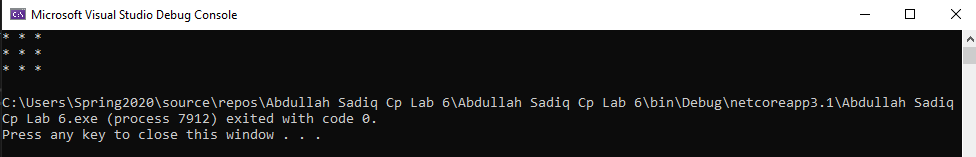 Microsoft Visual Studio Debug Console
* * *
* * *
* * *
C:\Users\Spring2020\source\repos\Abdullah Sadiq Cp Lab 6\Abdullah Sadiq Cp Lab 6\bin\Debug\netcoreapp3.1\Abdullah Sadiq
Cp Lab 6.exe (process 7912) exited with code 0.
Press any key to close this window . . .